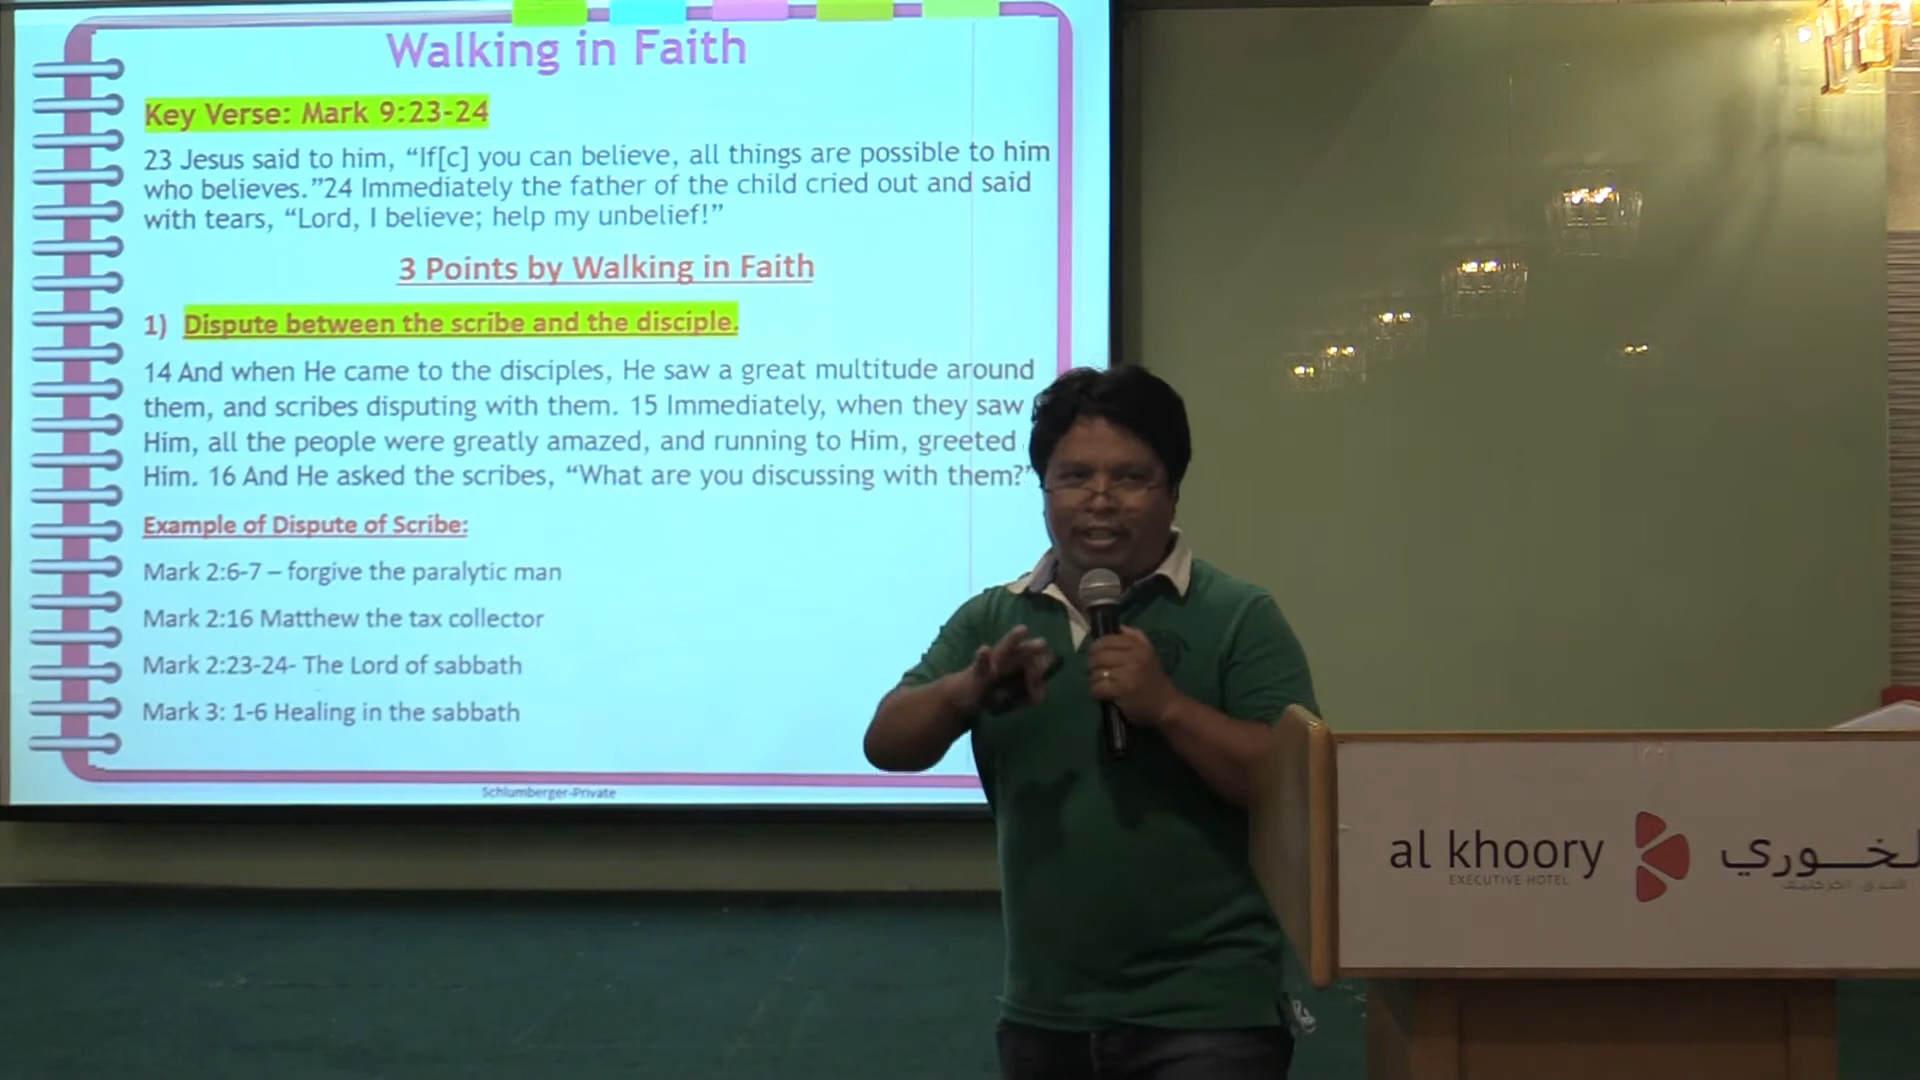 Walking in Faith
Key Verse: Mark 9:23-24
23 Jesus said to him, “If[c] you can believe, all things are possible to him
who believes.”24 Immediately the father of the child cried out and said
with tears, “Lord, I believe; help my unbelief!”
3 Points by Walking in Faith
1) Dispute between the scribe and the disciple.
14 And when He came to the disciples, He saw a great multitude around
them, and scribes disputing with them. 15 Immediately, when they saw
Him, all the people were greatly amazed, and running to Him, greeted
Him. 16 And He asked the scribes, “What are you discussing with them?”
Example of Dispute of Scribe:
Mark 2:6-7 – forgive the paralytic man
Mark 2:16 Matthew the tax collector
Mark 2:23-24- The Lord of sabbath
Mark 3: 1-6 Healing in the sabbath
Schlumberger-Private
al khoory
EXECUTIVE HOTEL
لخوري